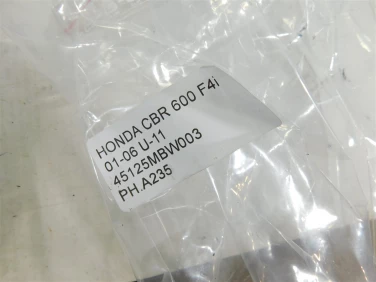 HONDA CBR 600 F4i
01-06 U-11
45125MBW003
PH.A235